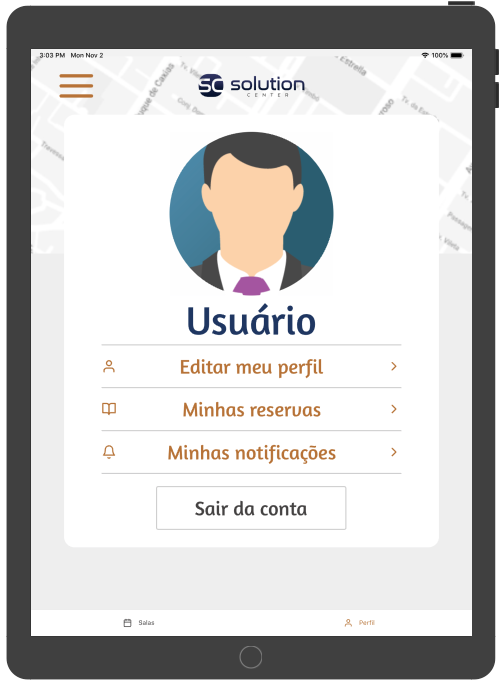 3:03 PM Mon Nov 2
100%
SC solution
CENTER
Usuário
Editar meu perfil
Minhas reservas
Minhas notificações
Sair da conta
Salas
Perfil